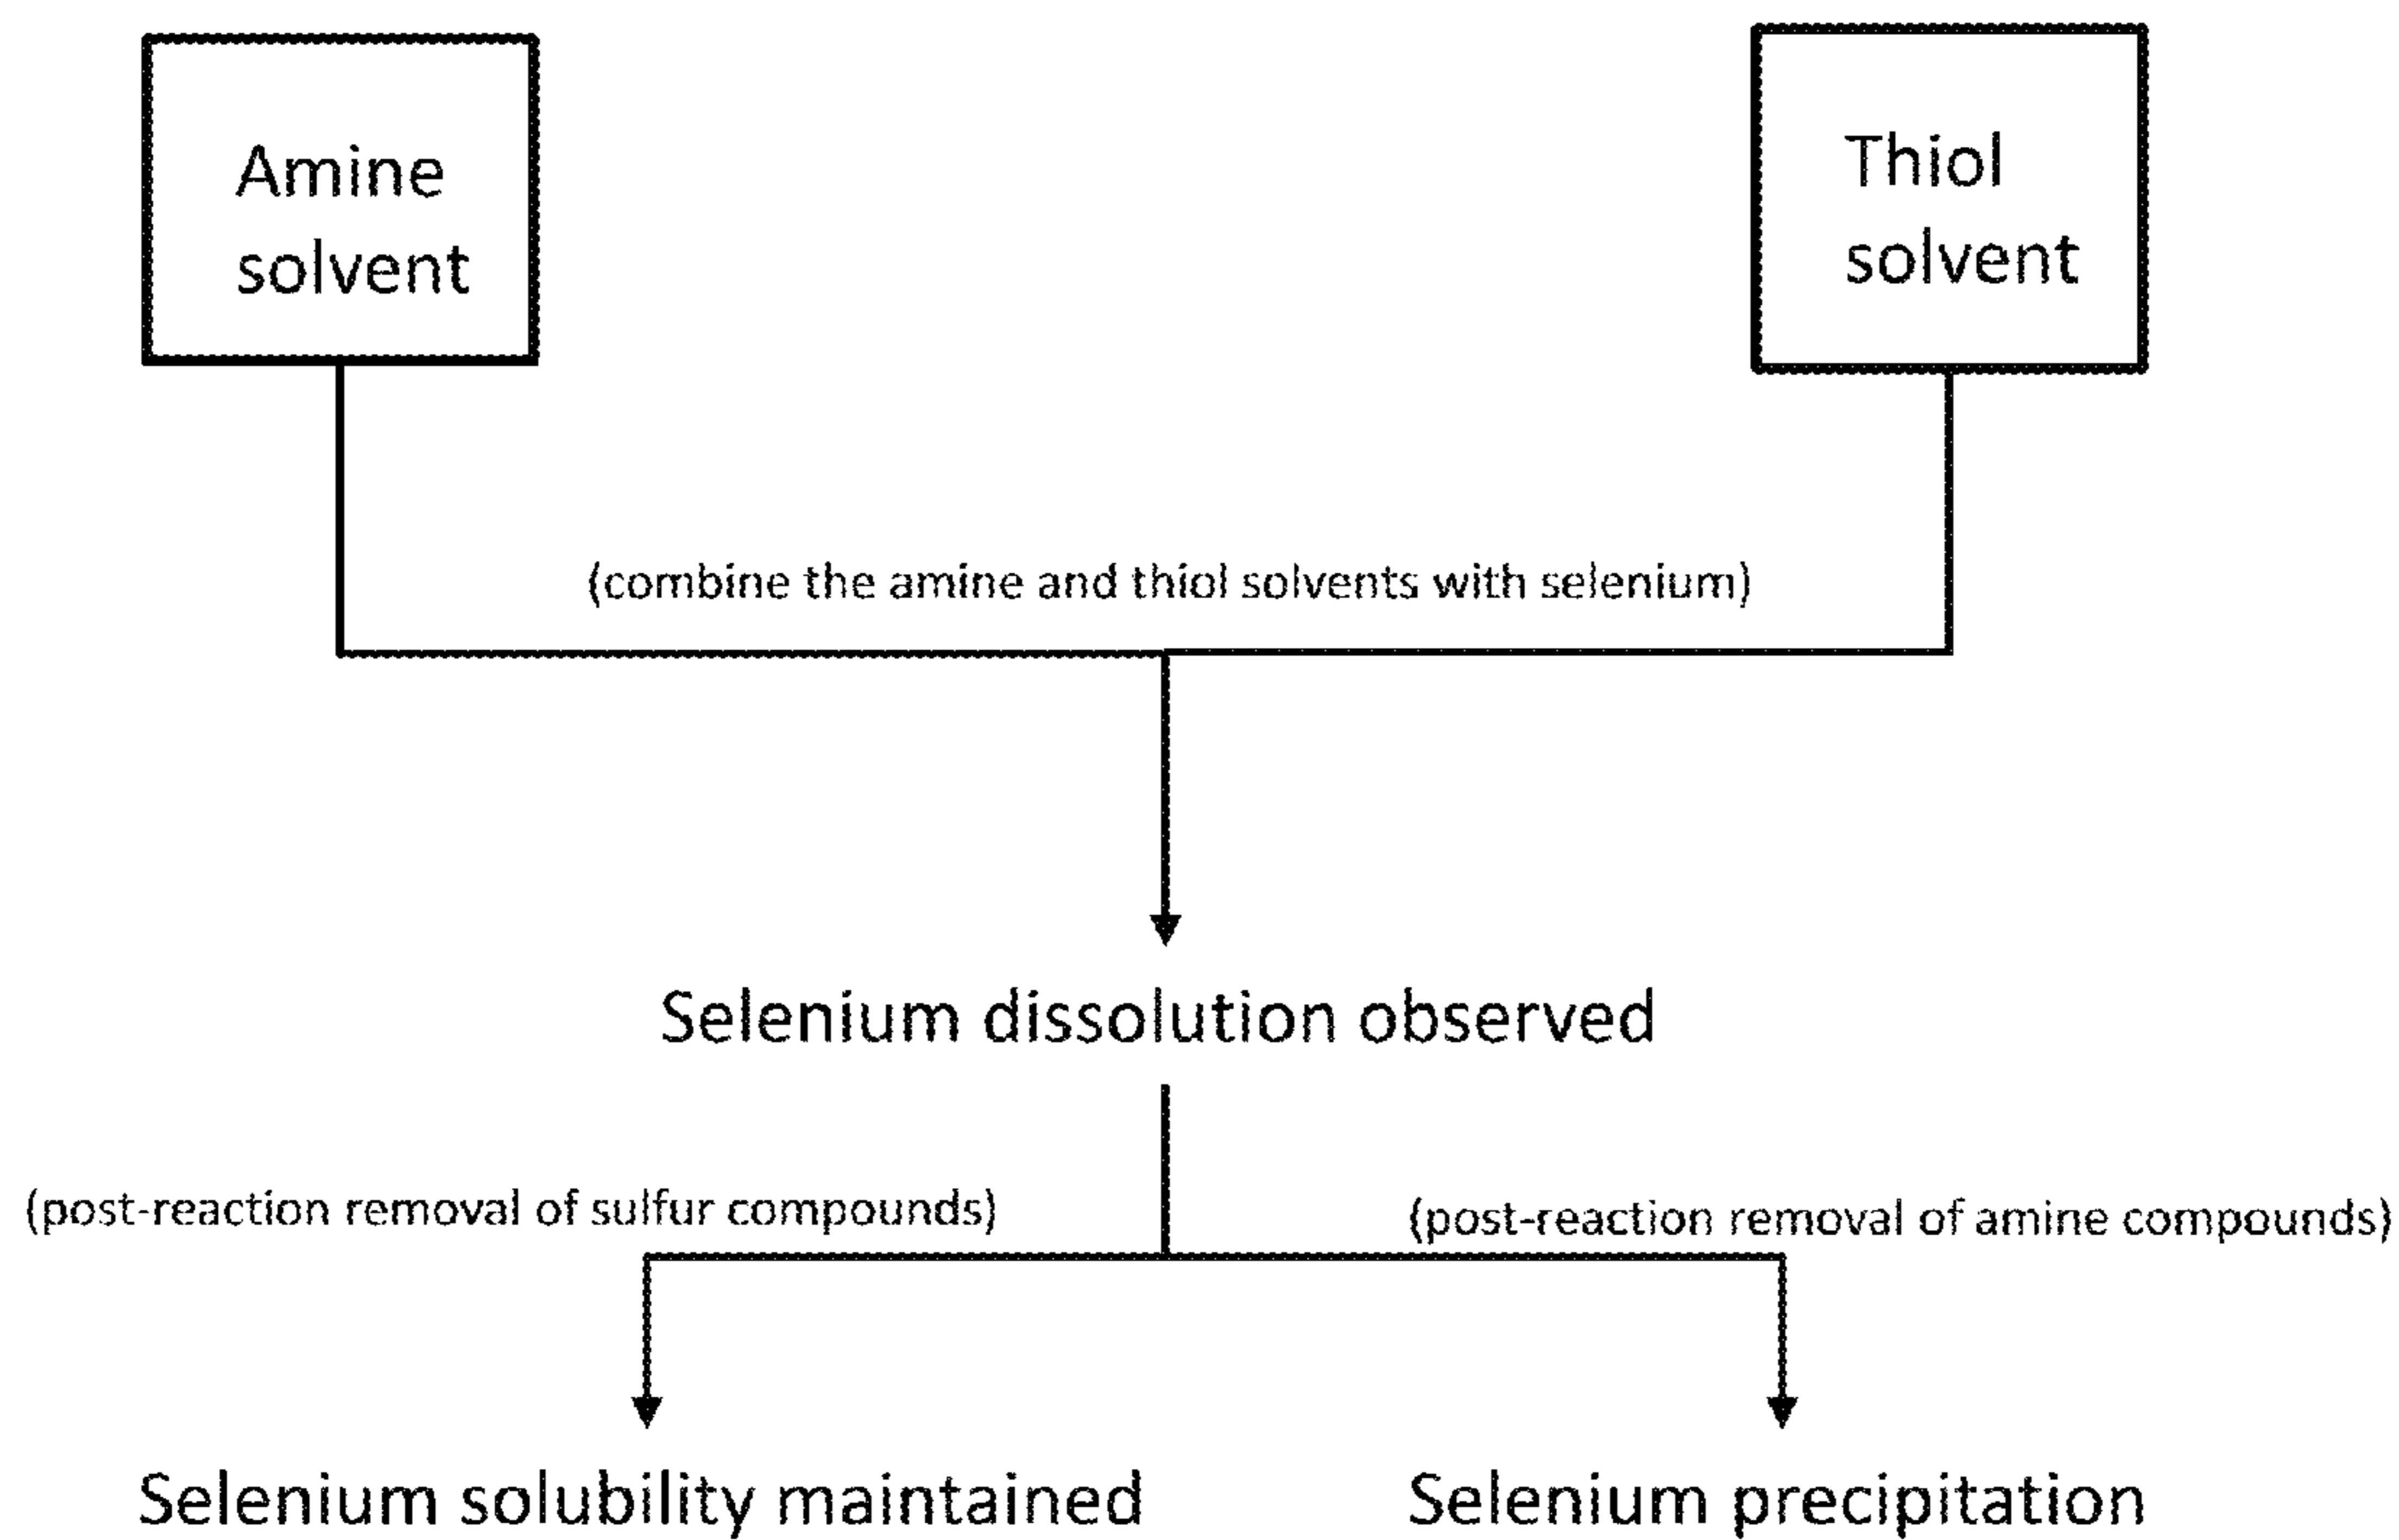 Amine
solvent
Thiol
solvent
(combine the amine and thiol solvents with selenium)
Selenium dissolution observed
(post-reaction removal of sulfur compounds)
(post-reaction removal of amine compounds)
Selenium solubility maintained
Selenium precipitation